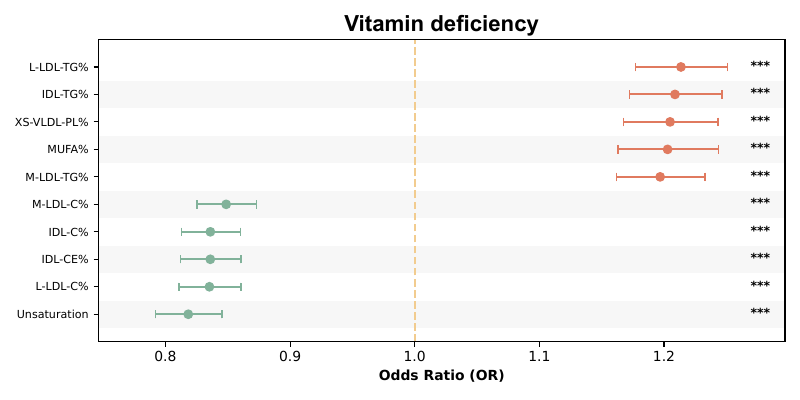 Vitamin deficiency
L-LDL-TG% ***
IDL-TG% ***
XS-VLDL-PL% ***
MUFA% ***
M-LDL-TG% ***
M-LDL-C% ***
IDL-C% ***
IDL-CE% ***
L-LDL-C% ***
Unsaturation ***
0.8 0.9 1.0 1.1 1.2
Odds Ratio (OR)